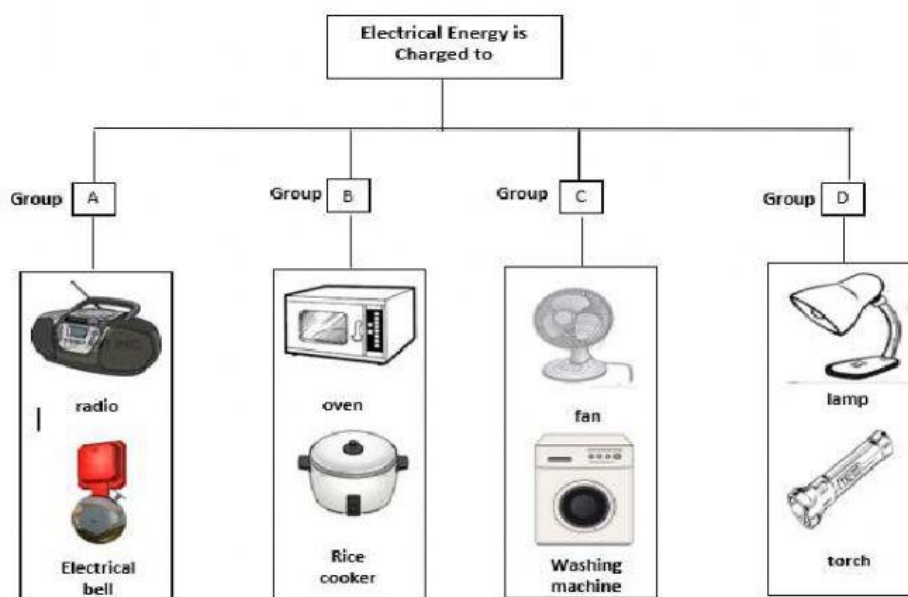 Electrical Energy is
Charged to
Group A
Group B
Group C
Group D
radio
oven
fan
lamp
Electrical
bell
Rice
cooker
Washing
machine
torch